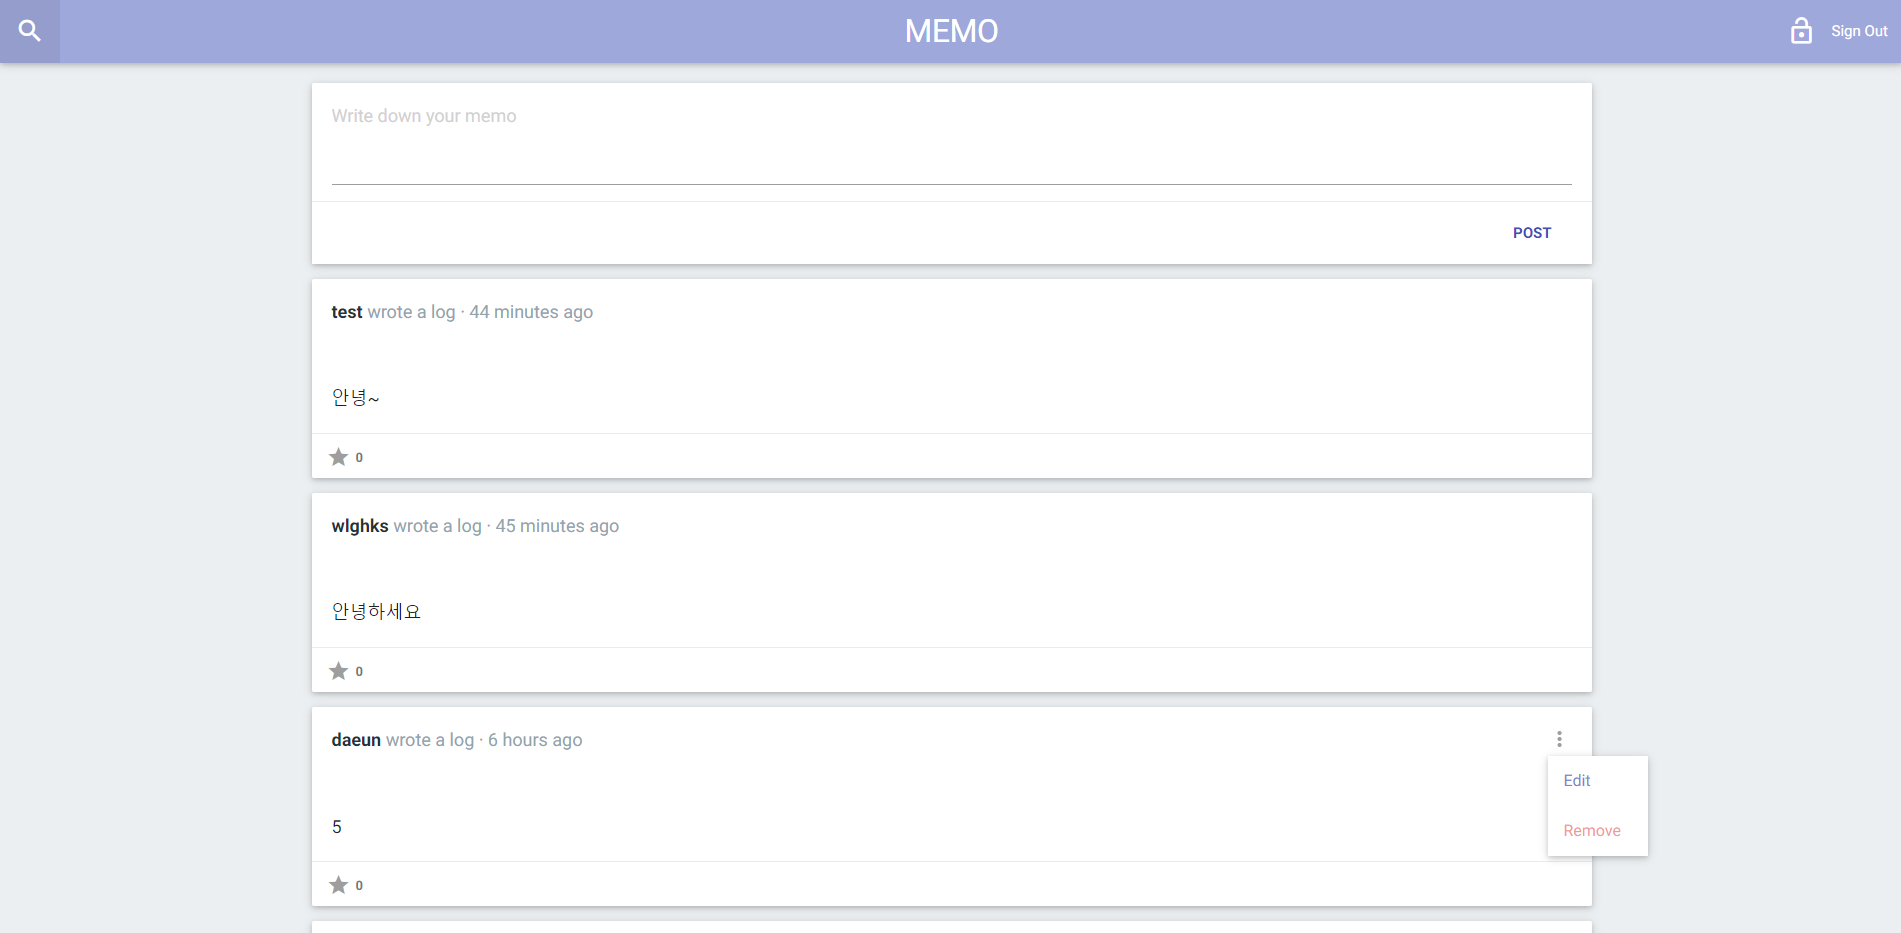 MEMO
Sign Out
Write down your memo
POST
test wrote a log · 44 minutes ago
안녕~
0
wlghks wrote a log · 45 minutes ago
안녕하세요
0
daeun wrote a log · 6 hours ago
Edit
Remove
5
0